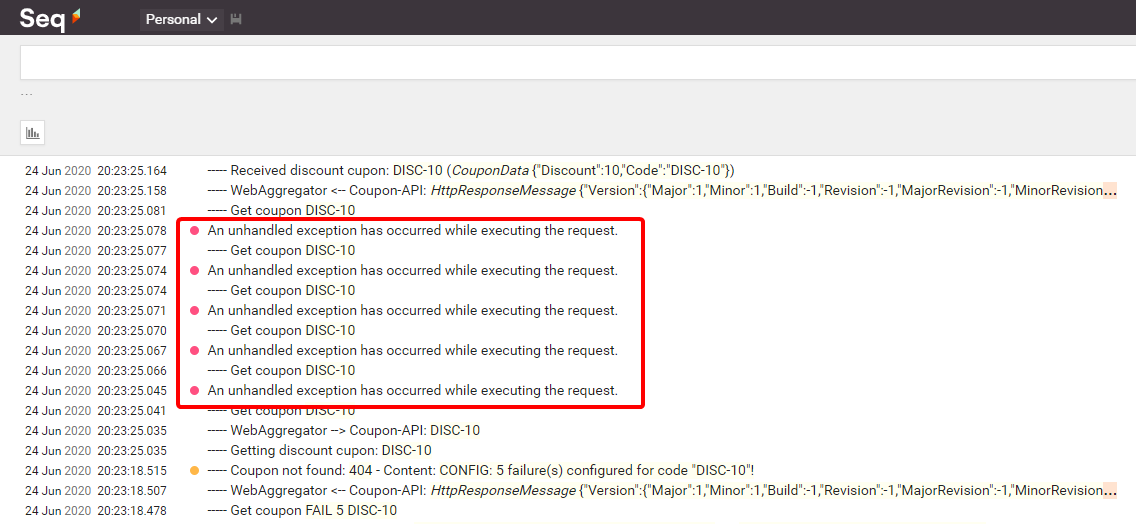 Seq Personal
...
24 Jun 2020 20:23:25.164 ----- Received discount cupon: DISC-10 (CouponData {"Discount":10,"Code":"DISC-10"})
24 Jun 2020 20:23:25.158 ----- WebAggregator <-- Coupon-API: HttpResponseMessage {"Version":{"Major":1,"Minor":1,"Build":-1,"Revision":-1,"MajorRevision":-1,"MinorRevision...
24 Jun 2020 20:23:25.081 ----- Get coupon DISC-10
24 Jun 2020 20:23:25.078 An unhandled exception has occurred while executing the request.
24 Jun 2020 20:23:25.077 ----- Get coupon DISC-10
24 Jun 2020 20:23:25.074 An unhandled exception has occurred while executing the request.
24 Jun 2020 20:23:25.074 ----- Get coupon DISC-10
24 Jun 2020 20:23:25.071 An unhandled exception has occurred while executing the request.
24 Jun 2020 20:23:25.070 ----- Get coupon DISC-10
24 Jun 2020 20:23:25.067 An unhandled exception has occurred while executing the request.
24 Jun 2020 20:23:25.066 ----- Get coupon DISC-10
24 Jun 2020 20:23:25.045 An unhandled exception has occurred while executing the request.
24 Jun 2020 20:23:25.041 ----- Get coupon DISC-10
24 Jun 2020 20:23:25.035 ----- WebAggregator --> Coupon-API: DISC-10
24 Jun 2020 20:23:25.035 ----- Getting discount cupon: DISC-10
24 Jun 2020 20:23:18.515 ----- Coupon not found: 404 - Content: CONFIG: 5 failure(s) configured for code "DISC-10"!
24 Jun 2020 20:23:18.507 ----- WebAggregator <-- Coupon-API: HttpResponseMessage {"Version":{"Major":1,"Minor":1,"Build":-1,"Revision":-1,"MajorRevision":-1,"MinorRevision...
24 Jun 2020 20:23:18.478 ----- Get coupon FAIL 5 DISC-10